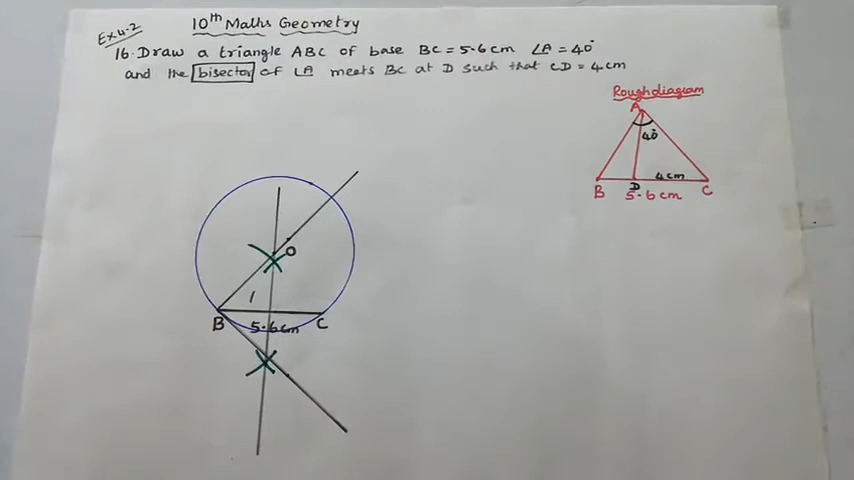 Ex 4.2
10th Maths Geometry
16. Draw a triangle ABC of base BC = 5.6 cm ∠A = 40°
and the bisector of ∠A meets BC at D such that CD = 4 cm
Rough diagram
A
40°
4 cm
B D C
5.6 cm
O
B C
5.6 cm